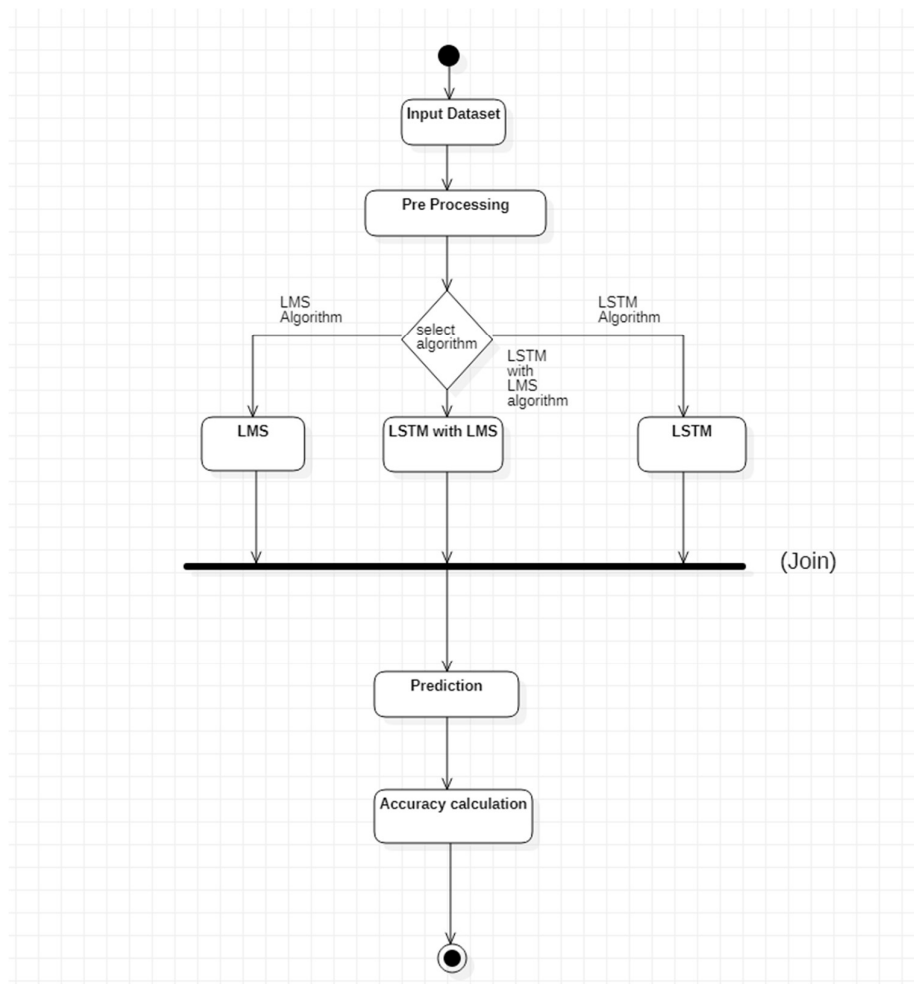 Input Dataset
Pre Processing
LMS
Algorithm
LSTM
Algorithm
select
algorithm
LSTM
with
LMS
algorithm
LMS
LSTM with LMS
LSTM
(Join)
Prediction
Accuracy calculation